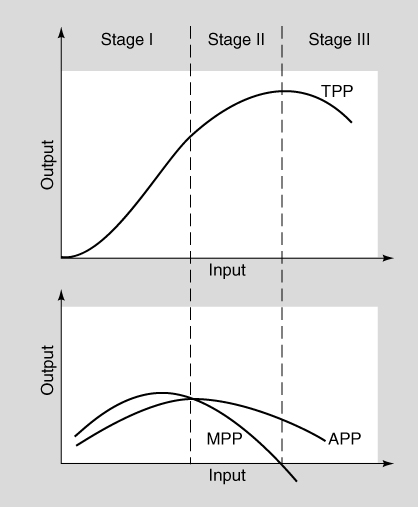 Stage I
Stage II
Stage III
TPP
Output
Input
Output
MPP
APP
Input